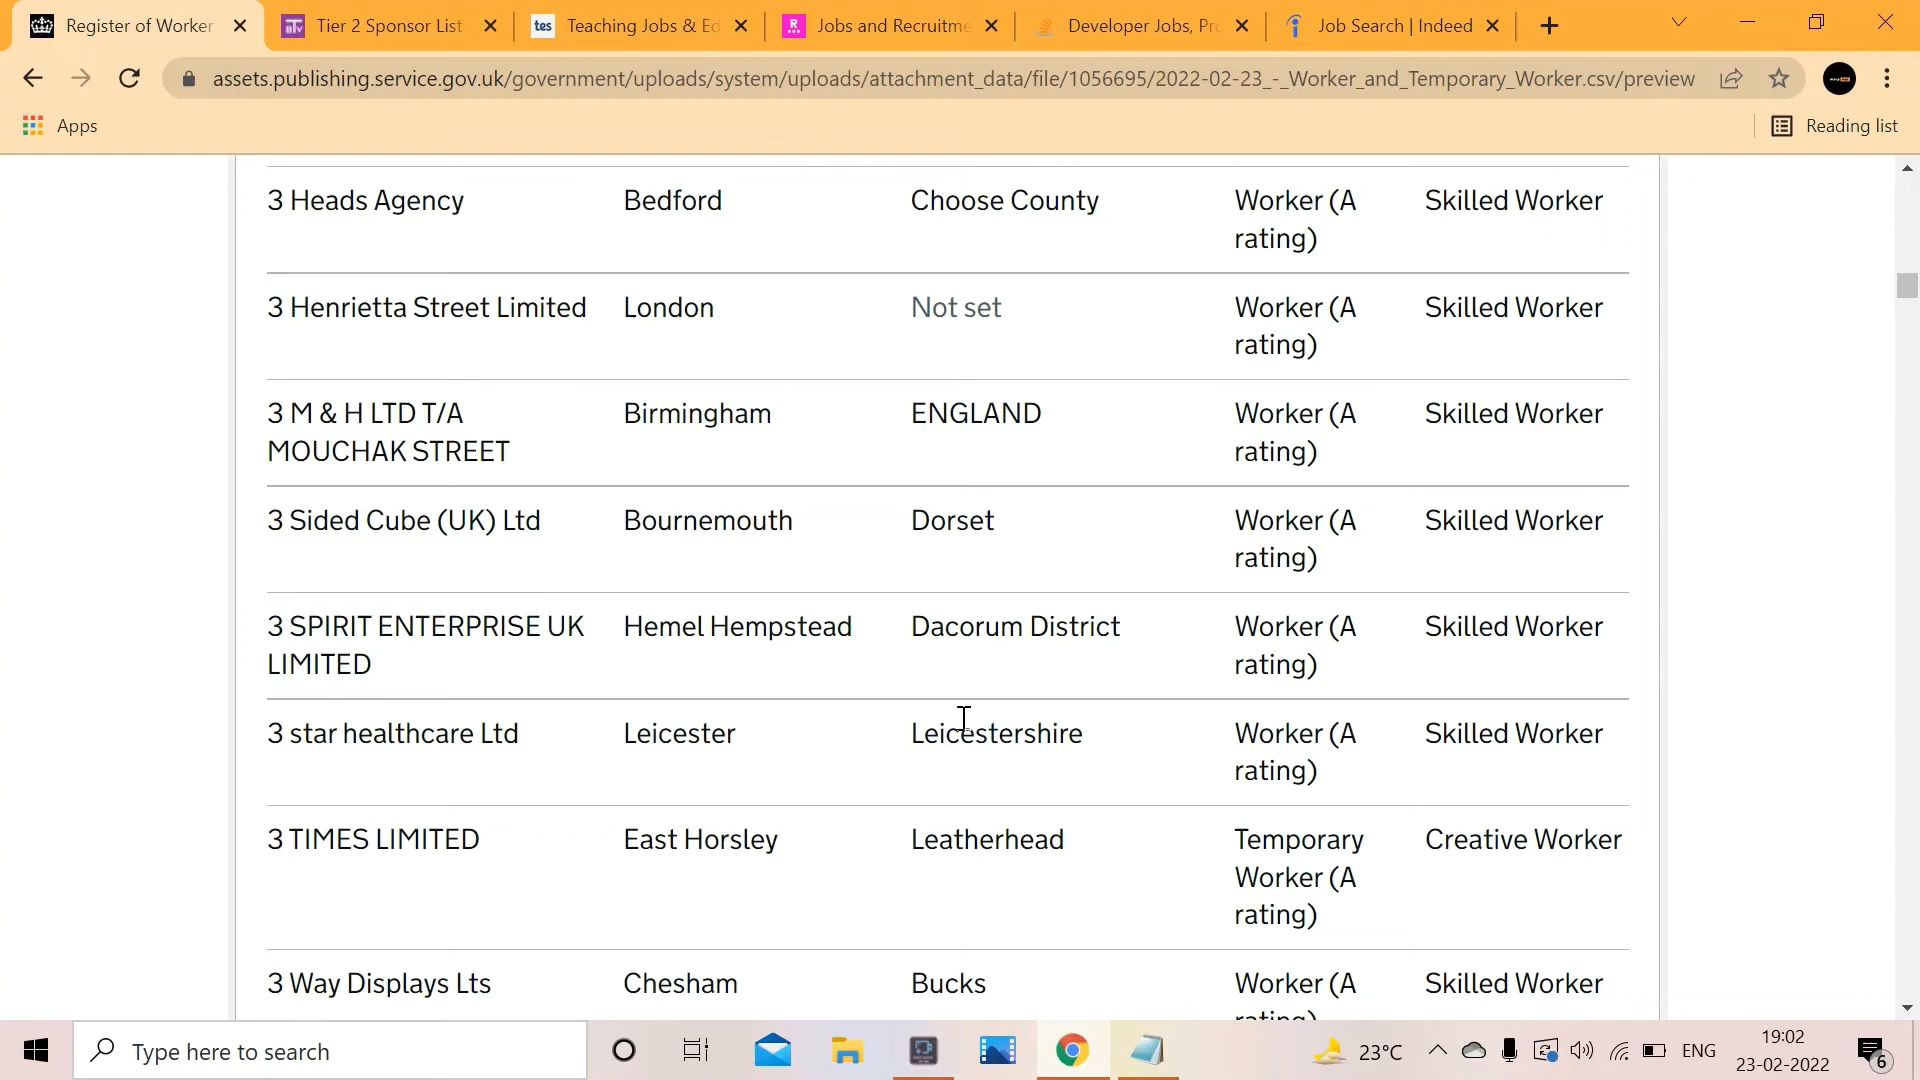 Register of Worker
Tier 2 Sponsor List
tes Teaching Jobs & Ed
R. Jobs and Recruitme
Developer Jobs, Pro
Job Search | Indeed
assets.publishing.service.gov.uk/government/uploads/system/uploads/attachment_data/file/1056695/2022-02-23_-_Worker_and_Temporary_Worker.csv/preview
Apps
Reading list
3 Heads Agency Bedford Choose County Worker (A Skilled Worker
rating)
3 Henrietta Street Limited London Not set Worker (A Skilled Worker
rating)
3 M & H LTD T/A Birmingham ENGLAND Worker (A Skilled Worker
MOUCHAK STREET rating)
3 Sided Cube (UK) Ltd Bournemouth Dorset Worker (A Skilled Worker
rating)
3 SPIRIT ENTERPRISE UK Hemel Hempstead Dacorum District Worker (A Skilled Worker
LIMITED rating)
3 star healthcare Ltd Leicester Leicestershire Worker (A Skilled Worker
rating)
3 TIMES LIMITED East Horsley Leatherhead Temporary Creative Worker
Worker (A
rating)
3 Way Displays Lts Chesham Bucks Worker (A Skilled Worker
rating)
Type here to search
23°C
ENG
19:02
23-02-2022
6